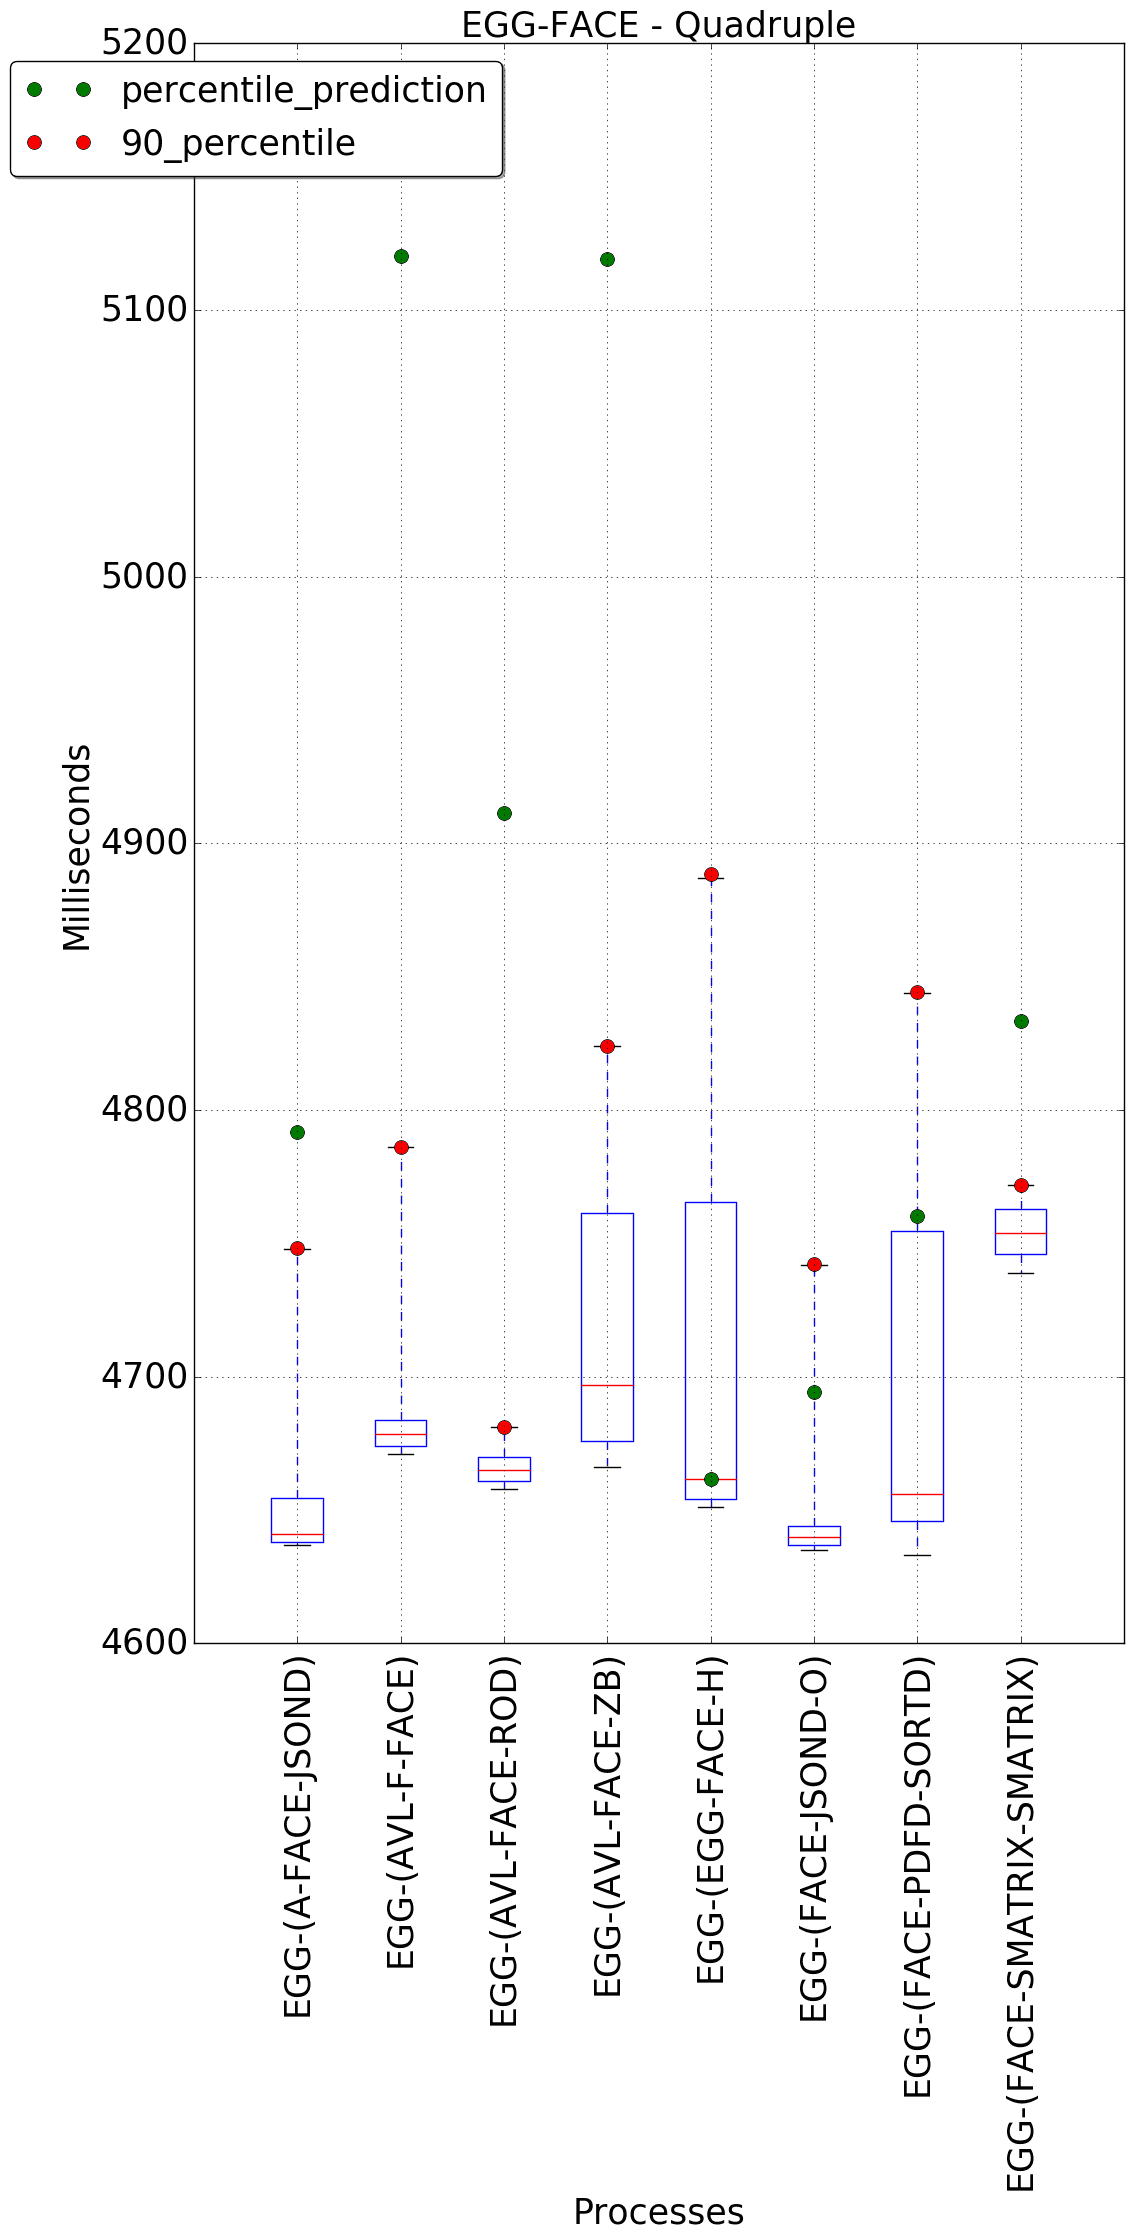 EGG-FACE - Quadruple
percentile_prediction
90_percentile
5200
5100
5000
4900
4800
4700
4600
Milliseconds
EGG-(A-FACE-JSOND)
EGG-(AVL-F-FACE)
EGG-(AVL-FACE-ROD)
EGG-(AVL-FACE-ZB)
EGG-(EGG-FACE-H)
EGG-(FACE-JSOND-O)
EGG-(FACE-PDFD-SORTD)
EGG-(FACE-SMATRIX-SMATRIX)
Processes